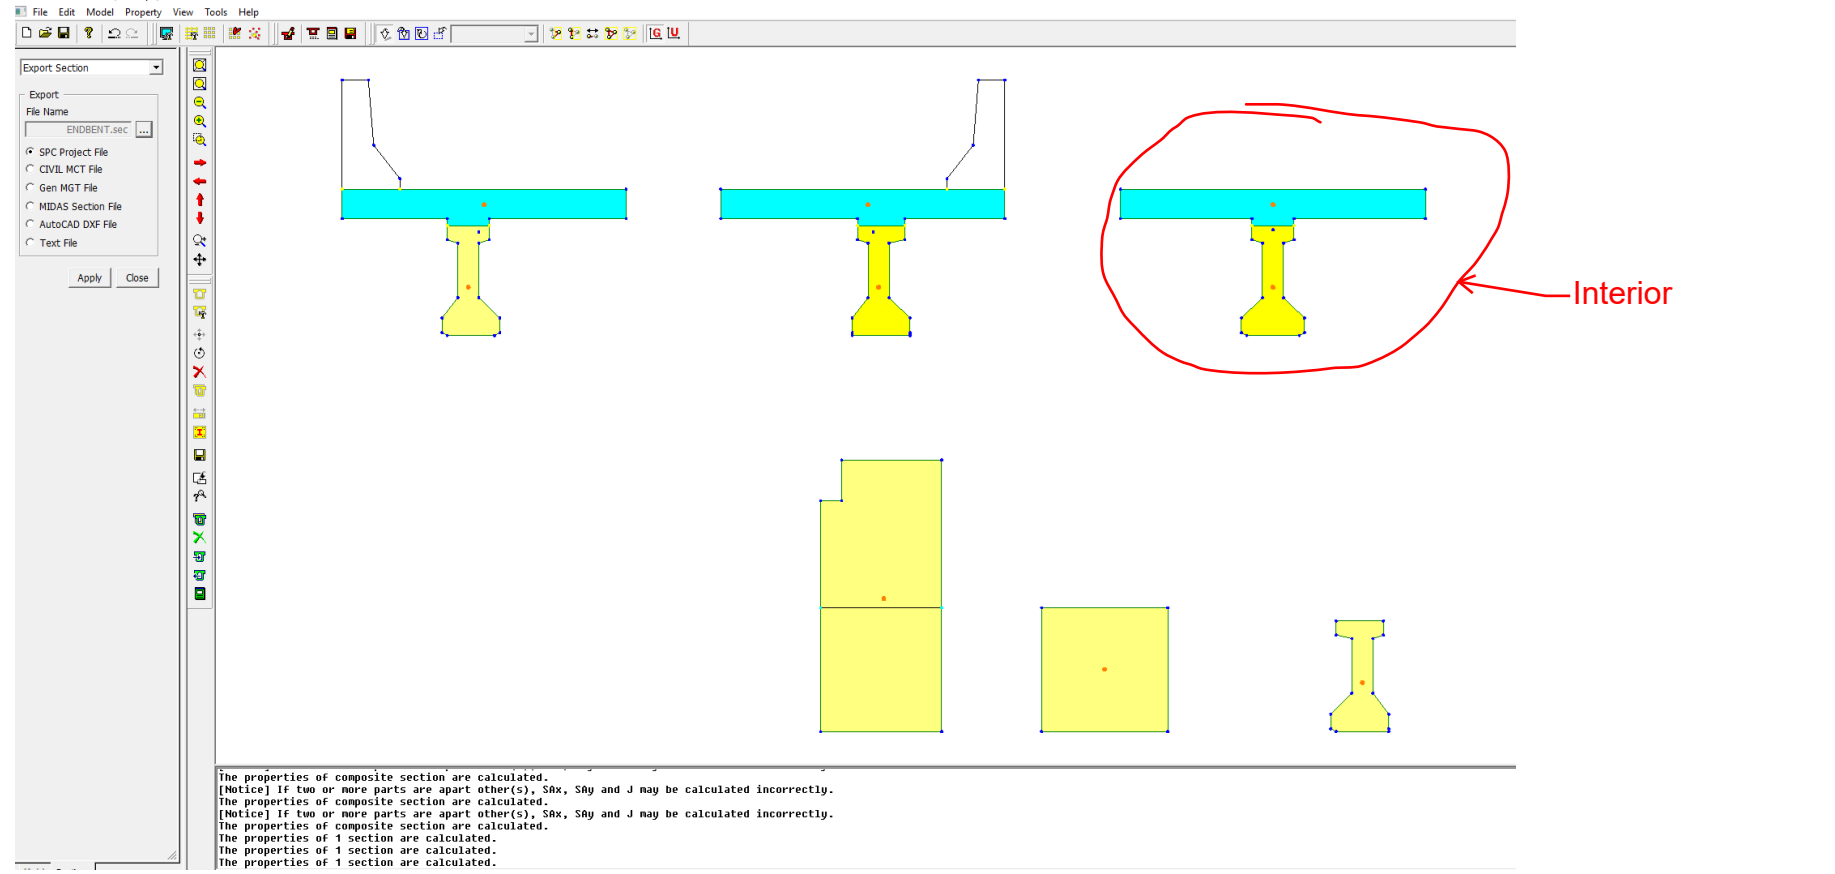 File Edit Model Property View Tools Help
Export Section
Export
File Name
ENDBENT.sec ...
SPC Project File
CIVIL MCT File
Gen MGT File
MIDAS Section File
AutoCAD DXF File
Text File
Apply Close
Interior
The properties of composite section are calculated.
[Notice] If two or more parts are apart other(s), SAx, SAy and J may be calculated incorrectly.
The properties of composite section are calculated.
[Notice] If two or more parts are apart other(s), SAx, SAy and J may be calculated incorrectly.
The properties of composite section are calculated.
The properties of 1 section are calculated.
The properties of 1 section are calculated.
The properties of 1 section are calculated.